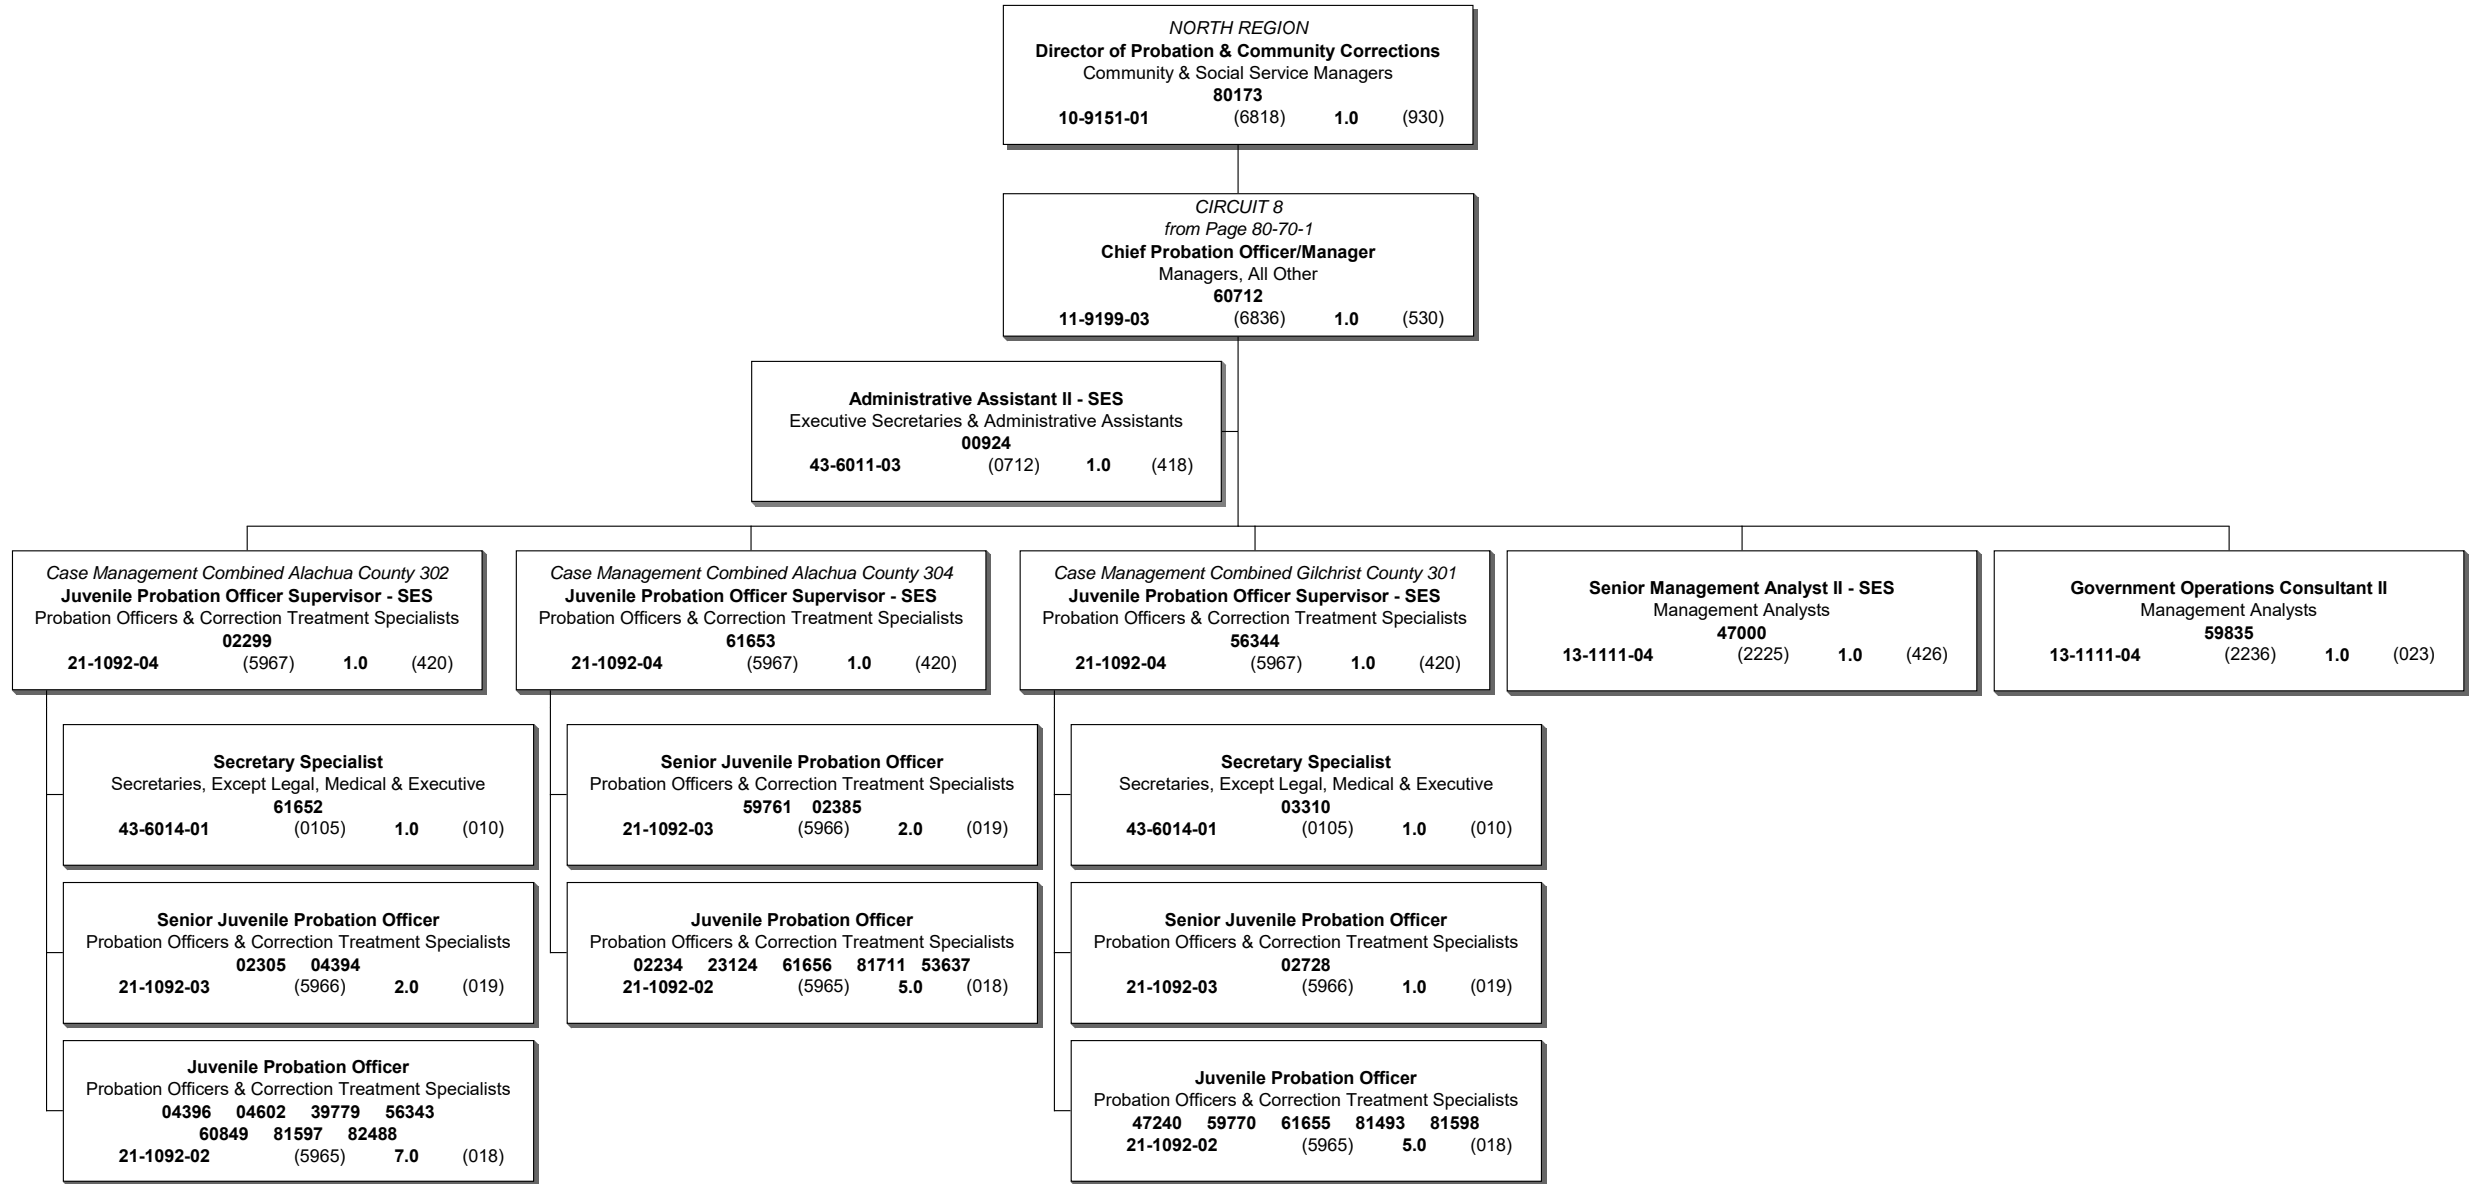 NORTH REGION
Director of Probation & Community Corrections
Community & Social Service Managers
80173
10-9151-01 (6818) 1.0 (930)
CIRCUIT 8
from Page 80-70-1
Chief Probation Officer/Manager
Managers, All Other
60712
11-9199-03 (6836) 1.0 (530)
Administrative Assistant II - SES
Executive Secretaries & Administrative Assistants
00924
43-6011-03 (0712) 1.0 (418)
Case Management Combined Alachua County 302
Juvenile Probation Officer Supervisor - SES
Probation Officers & Correction Treatment Specialists
02299
21-1092-04 (5967) 1.0 (420)
Case Management Combined Alachua County 304
Juvenile Probation Officer Supervisor - SES
Probation Officers & Correction Treatment Specialists
61653
21-1092-04 (5967) 1.0 (420)
Case Management Combined Gilchrist County 301
Juvenile Probation Officer Supervisor - SES
Probation Officers & Correction Treatment Specialists
56344
21-1092-04 (5967) 1.0 (420)
Senior Management Analyst II - SES
Management Analysts
47000
13-1111-04 (2225) 1.0 (426)
Government Operations Consultant II
Management Analysts
59835
13-1111-04 (2236) 1.0 (023)
Secretary Specialist
Secretaries, Except Legal, Medical & Executive
61652
43-6014-01 (0105) 1.0 (010)
Senior Juvenile Probation Officer
Probation Officers & Correction Treatment Specialists
02305 04394
21-1092-03 (5966) 2.0 (019)
Juvenile Probation Officer
Probation Officers & Correction Treatment Specialists
04396 04602 39779 56343
60849 81597 82488
21-1092-02 (5965) 7.0 (018)
Senior Juvenile Probation Officer
Probation Officers & Correction Treatment Specialists
59761 02385
21-1092-03 (5966) 2.0 (019)
Juvenile Probation Officer
Probation Officers & Correction Treatment Specialists
02234 23124 61656 81711 53637
21-1092-02 (5965) 5.0 (018)
Secretary Specialist
Secretaries, Except Legal, Medical & Executive
03310
43-6014-01 (0105) 1.0 (010)
Senior Juvenile Probation Officer
Probation Officers & Correction Treatment Specialists
02728
21-1092-03 (5966) 1.0 (019)
Juvenile Probation Officer
Probation Officers & Correction Treatment Specialists
47240 59770 61655 81493 81598
21-1092-02 (5965) 5.0 (018)